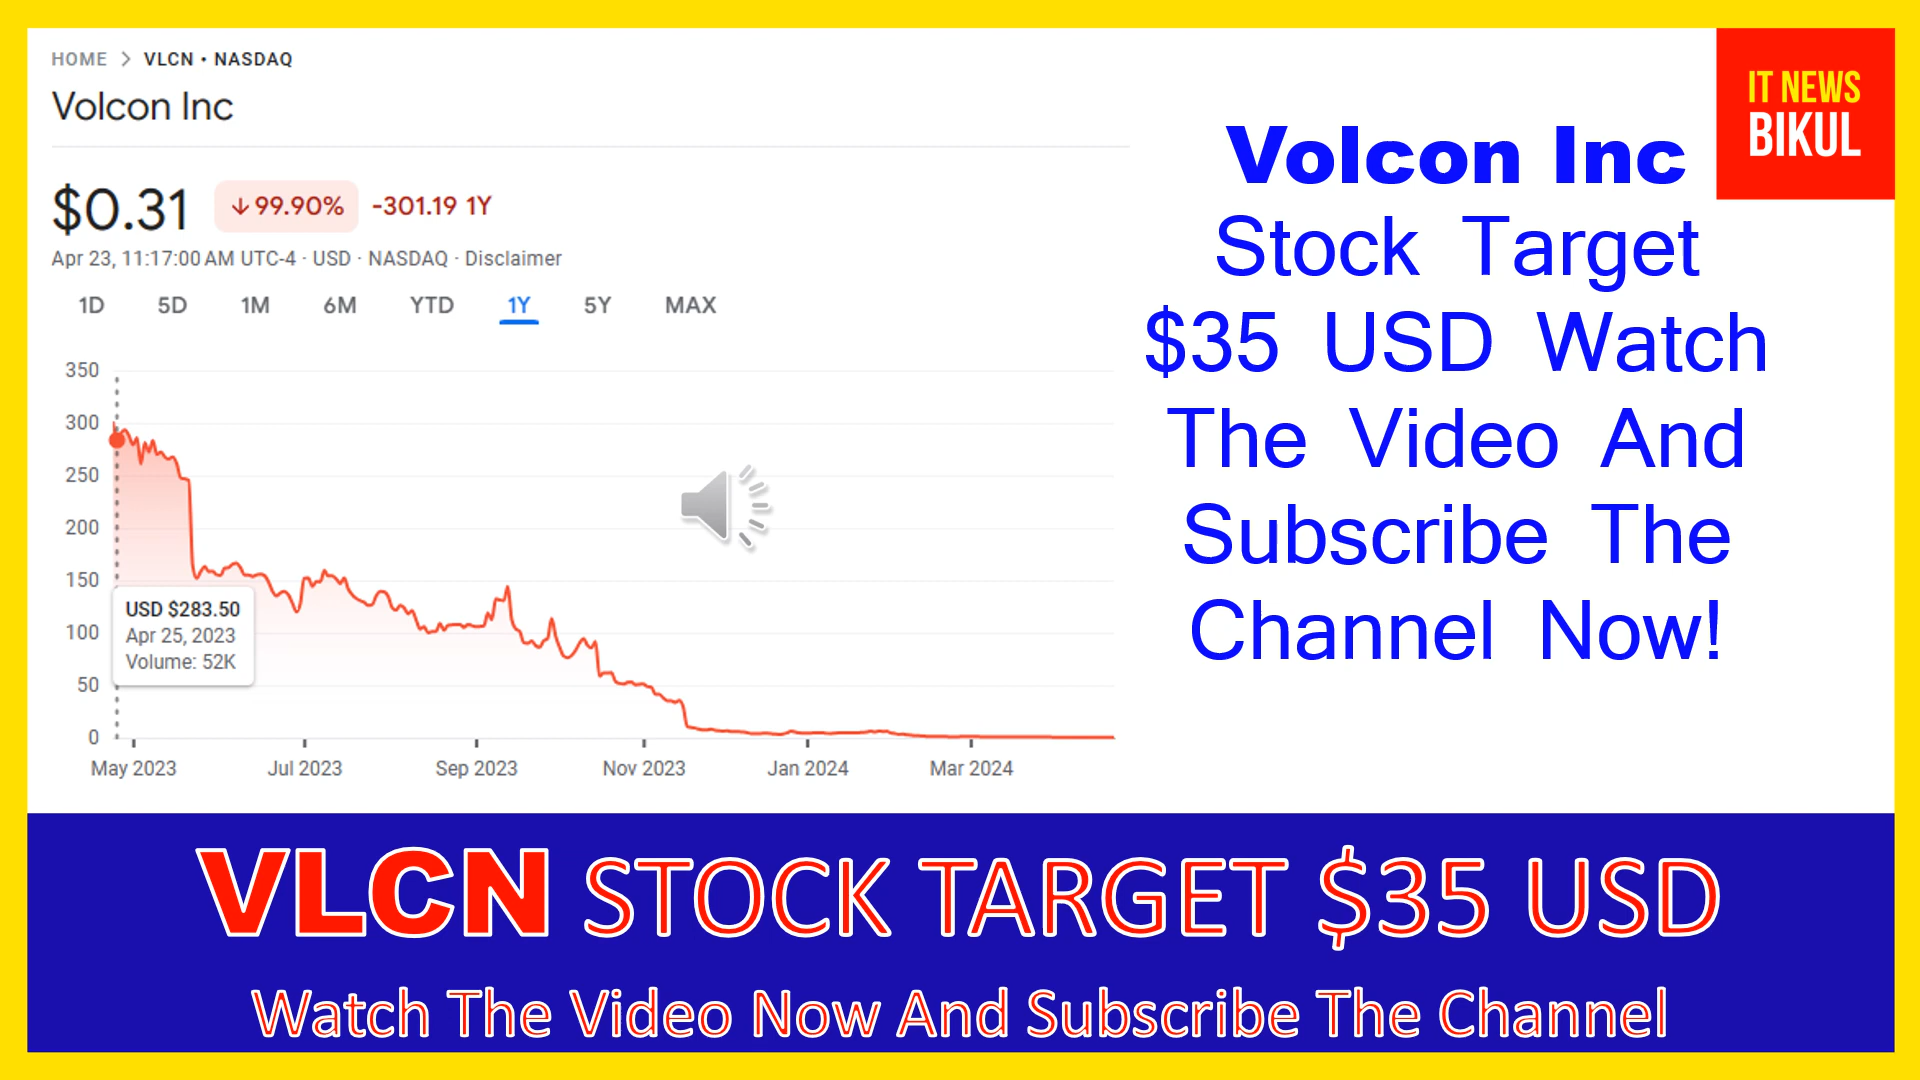 HOME > VLCN • NASDAQ
Volcon Inc
$0.31 ↓99.90% -301.19 1Y
Apr 23, 11:17:00 AM UTC-4 · USD · NASDAQ · Disclaimer
1D 5D 1M 6M YTD 1Y 5Y MAX
350
300
250
200
150
100
50
0
USD $283.50
Apr 25, 2023
Volume: 52K
May 2023 Jul 2023 Sep 2023 Nov 2023 Jan 2024 Mar 2024
IT NEWS
BIKUL
Volcon Inc
Stock Target
$35 USD Watch
The Video And
Subscribe The
Channel Now!
VLCN STOCK TARGET $35 USD
Watch The Video Now And Subscribe The Channel